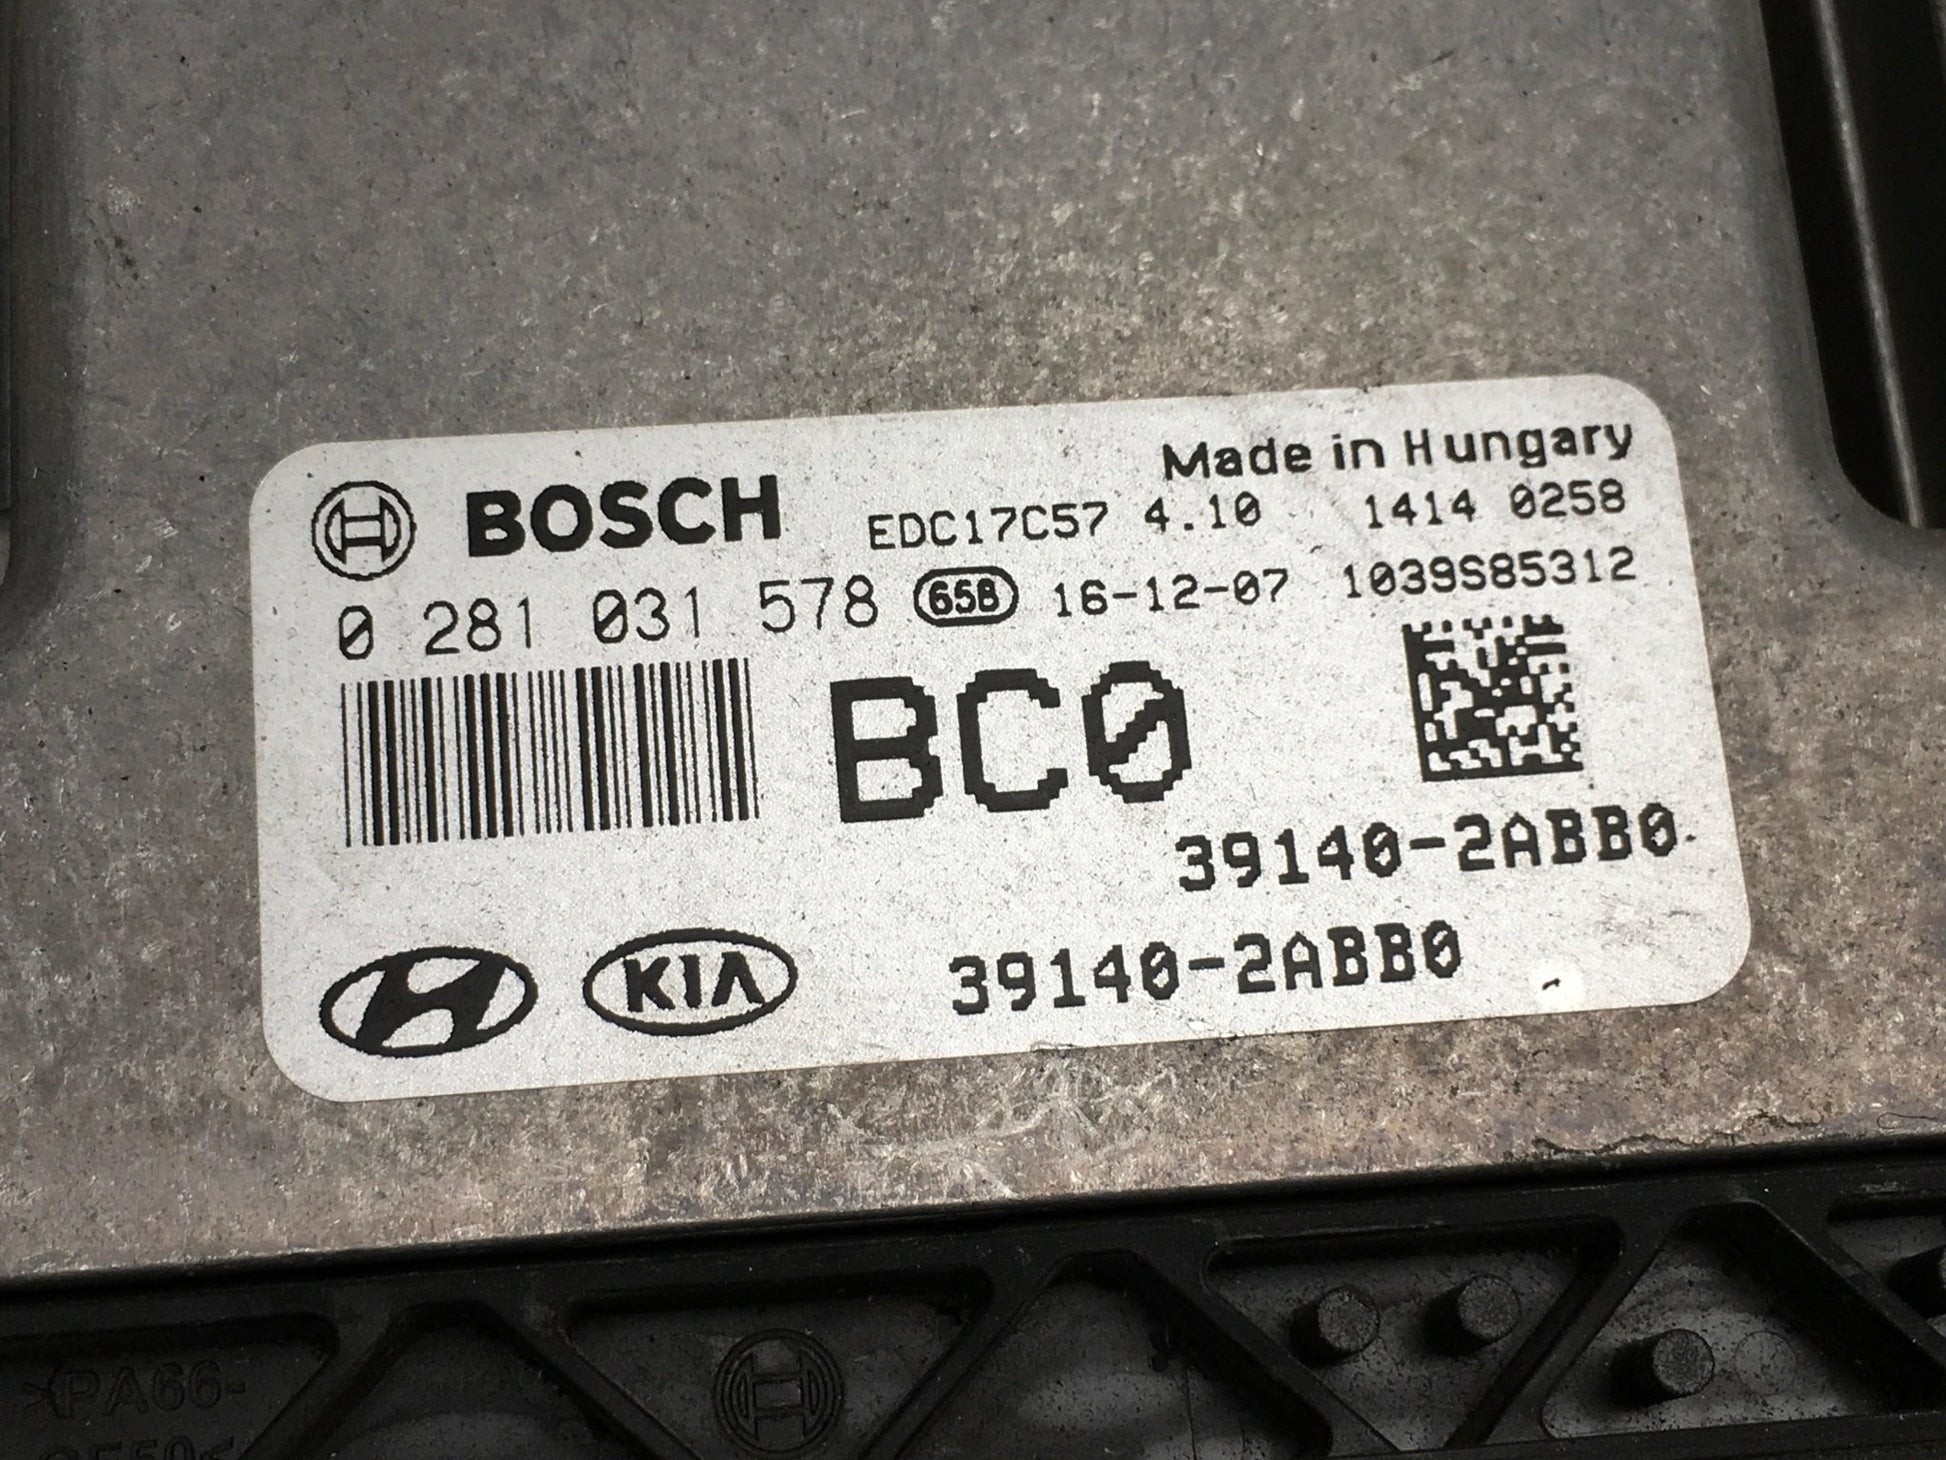 Made in Hungary
BOSCH EDC17C57 4.10 1414 0258
0 281 031 578 65B 16-12-07 1039S85312
BC0
39140-2ABB0
KIA 39140-2ABB0
>PA66-